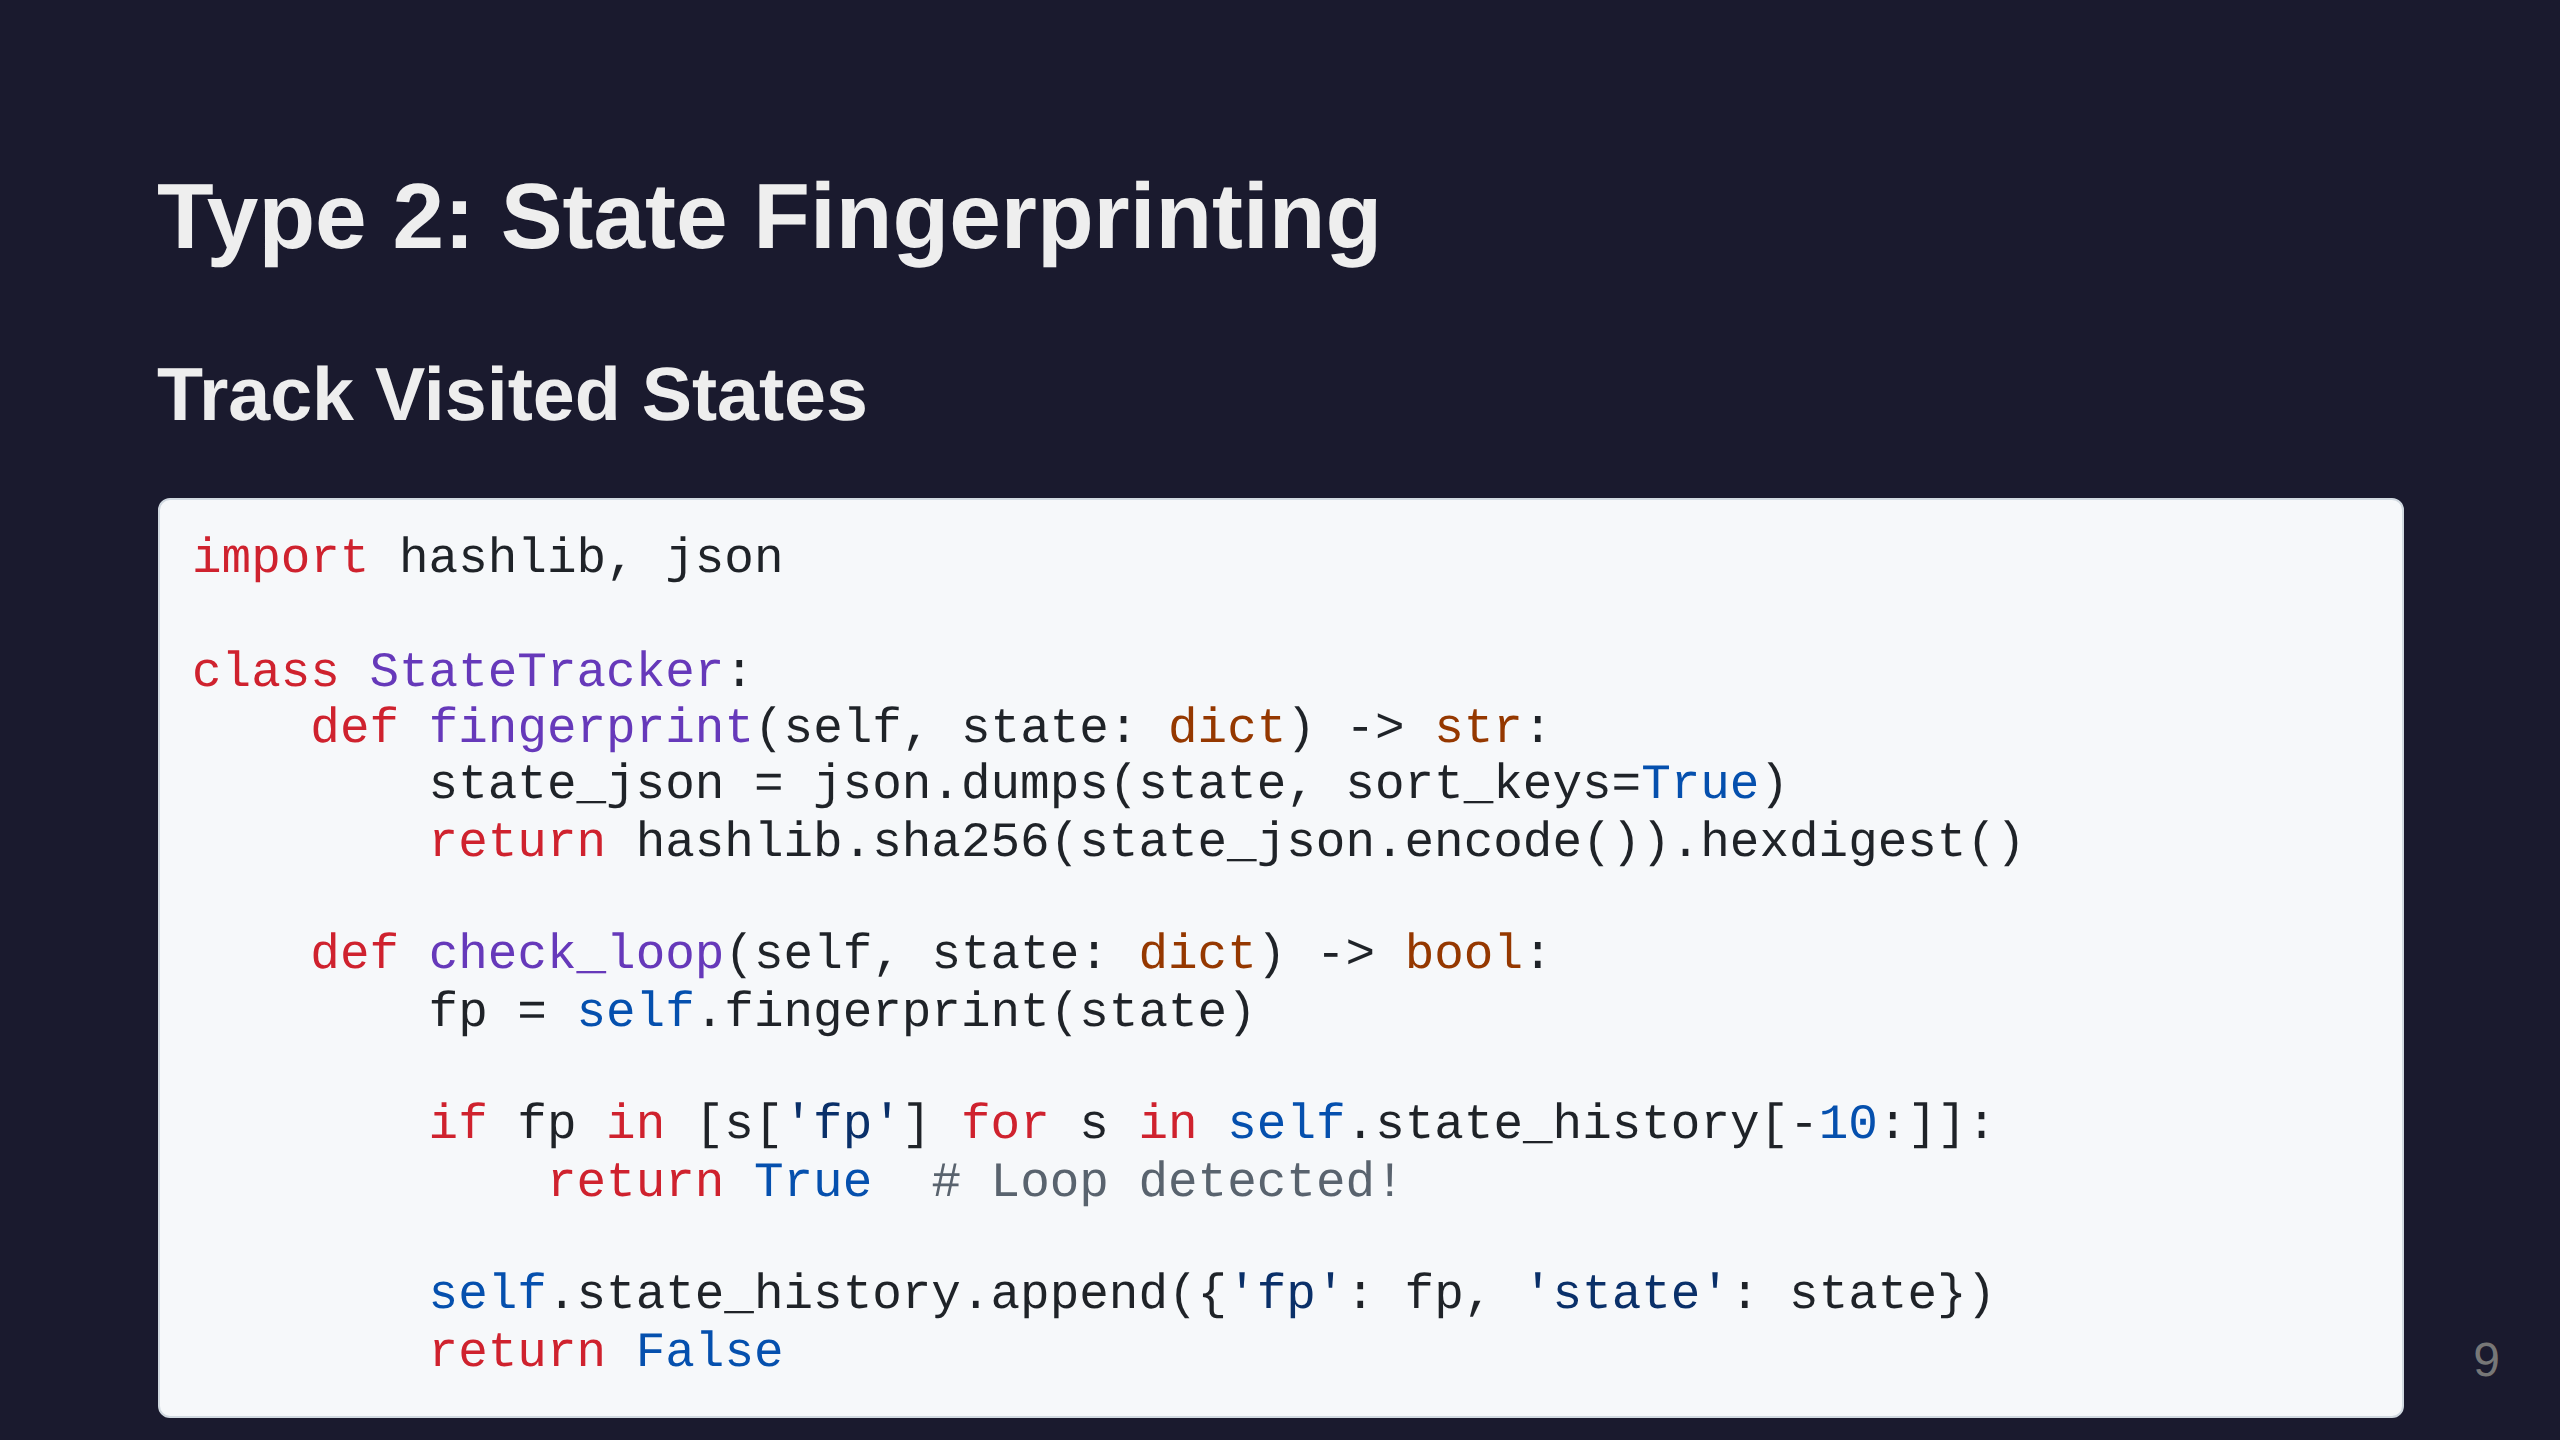 Type 2: State Fingerprinting
Track Visited States
import hashlib, json
class StateTracker:
    def fingerprint(self, state: dict) -> str:
        state_json = json.dumps(state, sort_keys=True)
        return hashlib.sha256(state_json.encode()).hexdigest()
    def check_loop(self, state: dict) -> bool:
        fp = self.fingerprint(state)
        if fp in [s['fp'] for s in self.state_history[-10:]]:
            return True  # Loop detected!
        self.state_history.append({'fp': fp, 'state': state})
        return False
9